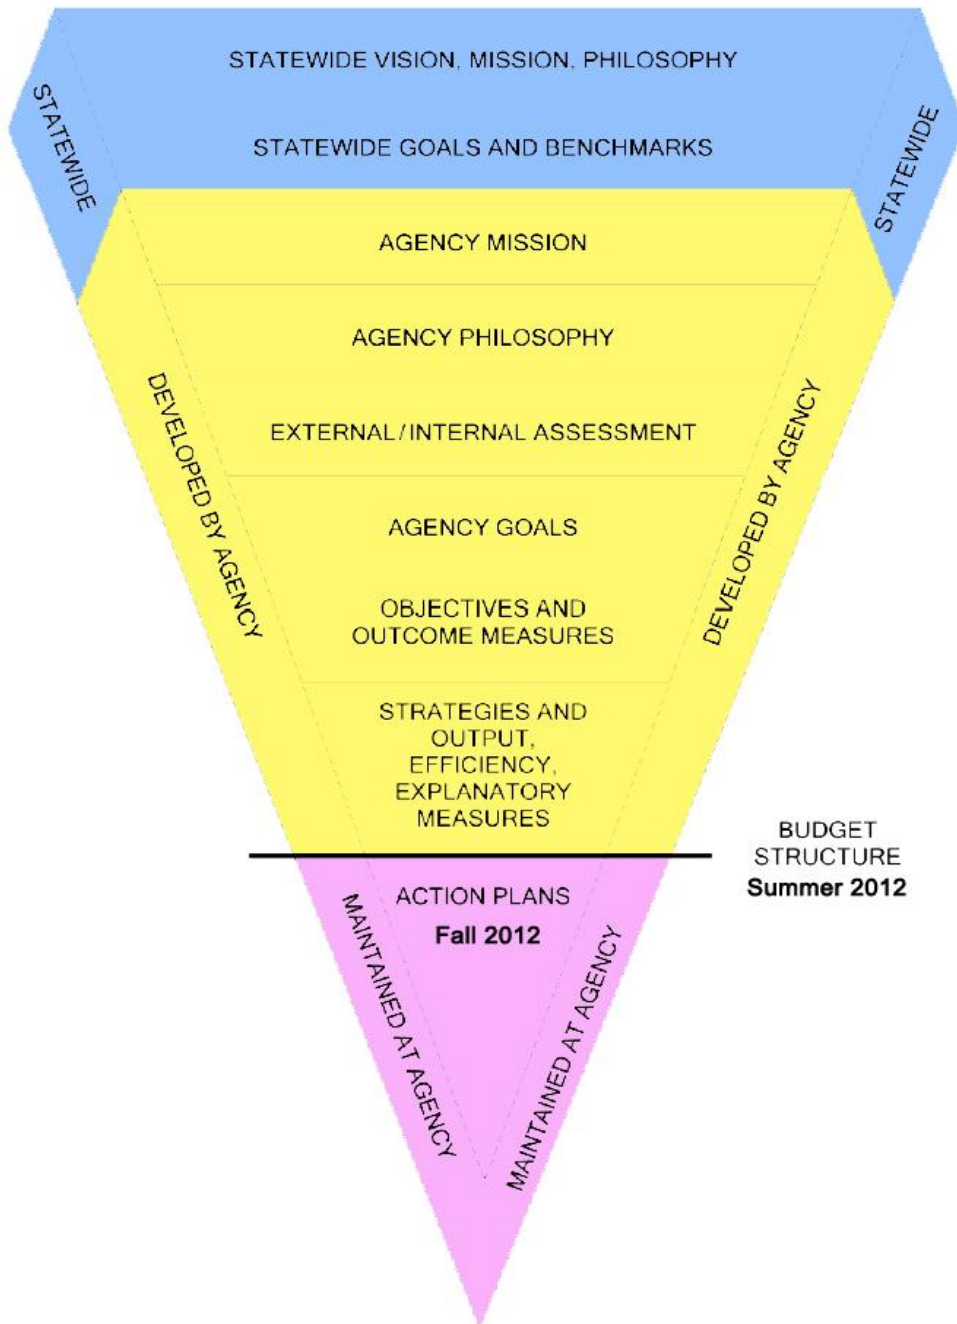 STATEWIDE VISION, MISSION, PHILOSOPHY
STATEWIDE
STATEWIDE
STATEWIDE GOALS AND BENCHMARKS
AGENCY MISSION
AGENCY PHILOSOPHY
EXTERNAL/INTERNAL ASSESSMENT
DEVELOPED BY AGENCY
DEVELOPED BY AGENCY
AGENCY GOALS
OBJECTIVES AND
OUTCOME MEASURES
STRATEGIES AND
OUTPUT,
EFFICIENCY,
EXPLANATORY
MEASURES
BUDGET
STRUCTURE
Summer 2012
ACTION PLANS
Fall 2012
MAINTAINED AT AGENCY
MAINTAINED AT AGENCY